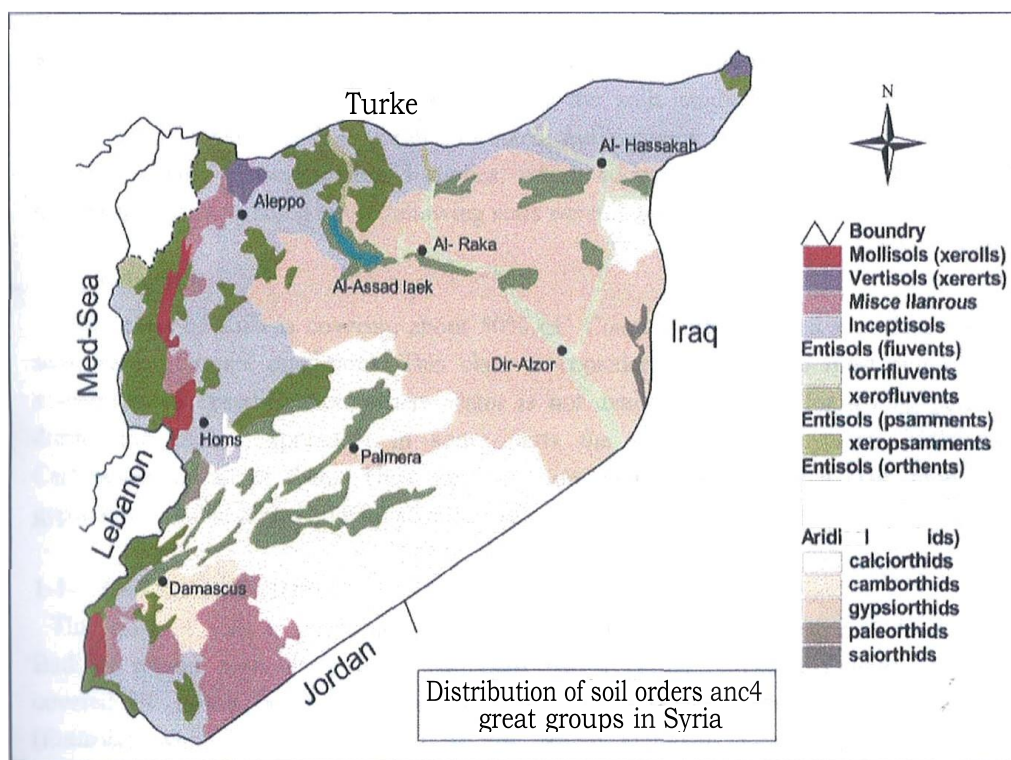 Turke
N
Al- Hassakah
Aleppo
Al- Raka
Al-Assad laek
Med-Sea
Iraq
Dir-Alzor
Homs
Palmera
Lebanon
Damascus
Jordan
Boundry
Mollisols (xerolls)
Vertisols (xererts)
Misce llanrous
Inceptisols
Entisols (fluvents)
torrifluvents
xerofluvents
Entisols (psamments)
xeropsamments
Entisols (orthents)
Aridi l ids)
calciorthids
camborthids
gypsiorthids
paleorthids
saiorthids
Distribution of soil orders anc4
great groups in Syria